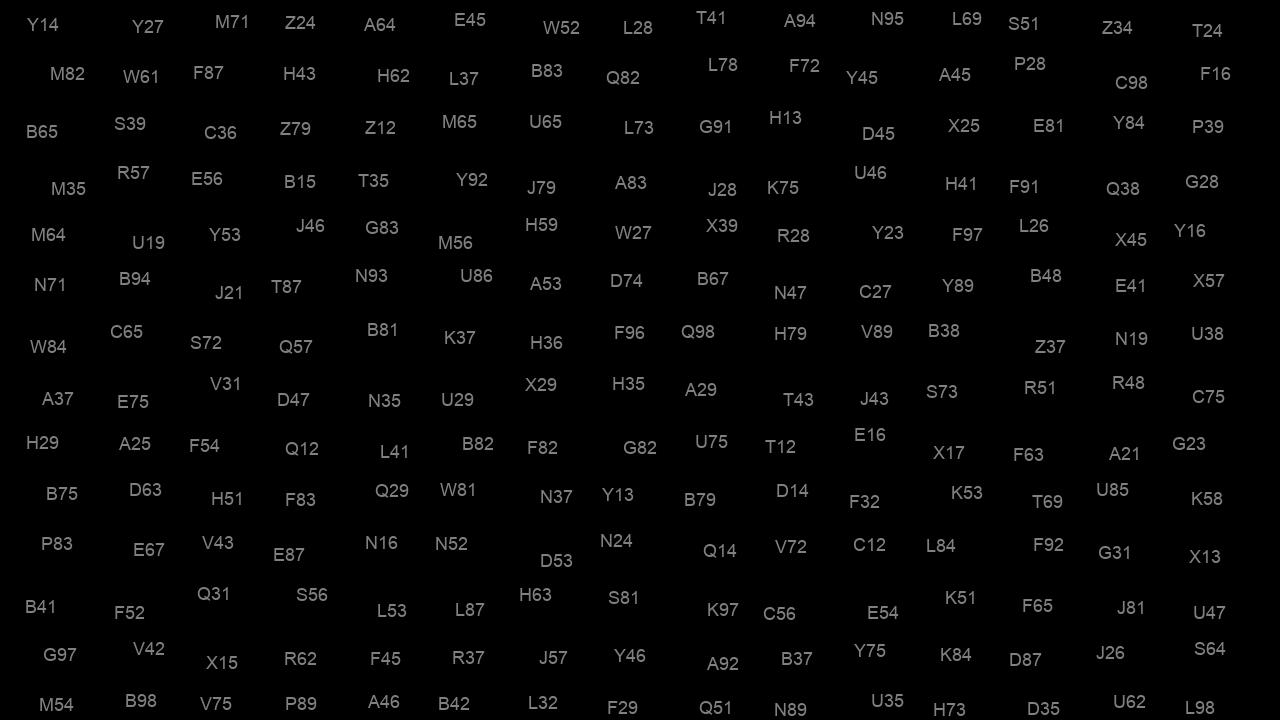 Y14 Y27 M71 Z24 A64 E45 W52 L28 T41 A94 N95 L69 S51 Z34 T24
M82 W61 F87 H43 H62 L37 B83 Q82 L78 F72 Y45 A45 P28 C98 F16
B65 S39 C36 Z79 Z12 M65 U65 L73 G91 H13 D45 X25 E81 Y84 P39
M35 R57 E56 B15 T35 Y92 J79 A83 J28 K75 U46 H41 F91 Q38 G28
M64 U19 Y53 J46 G83 M56 H59 W27 X39 R28 Y23 F97 L26 X45 Y16
N71 B94 J21 T87 N93 U86 A53 D74 B67 N47 C27 Y89 B48 E41 X57
W84 C65 S72 Q57 B81 K37 H36 F96 Q98 H79 V89 B38 Z37 N19 U38
A37 E75 V31 D47 N35 U29 X29 H35 A29 T43 J43 S73 R51 R48 C75
H29 A25 F54 Q12 L41 B82 F82 G82 U75 T12 E16 X17 F63 A21 G23
B75 D63 H51 F83 Q29 W81 N37 Y13 B79 D14 F32 K53 T69 U85 K58
P83 E67 V43 E87 N16 N52 D53 N24 Q14 V72 C12 L84 F92 G31 X13
B41 F52 Q31 S56 L53 L87 H63 S81 K97 C56 E54 K51 F65 J81 U47
G97 V42 X15 R62 F45 R37 J57 Y46 A92 B37 Y75 K84 D87 J26 S64
M54 B98 V75 P89 A46 B42 L32 F29 Q51 N89 U35 H73 D35 U62 L98